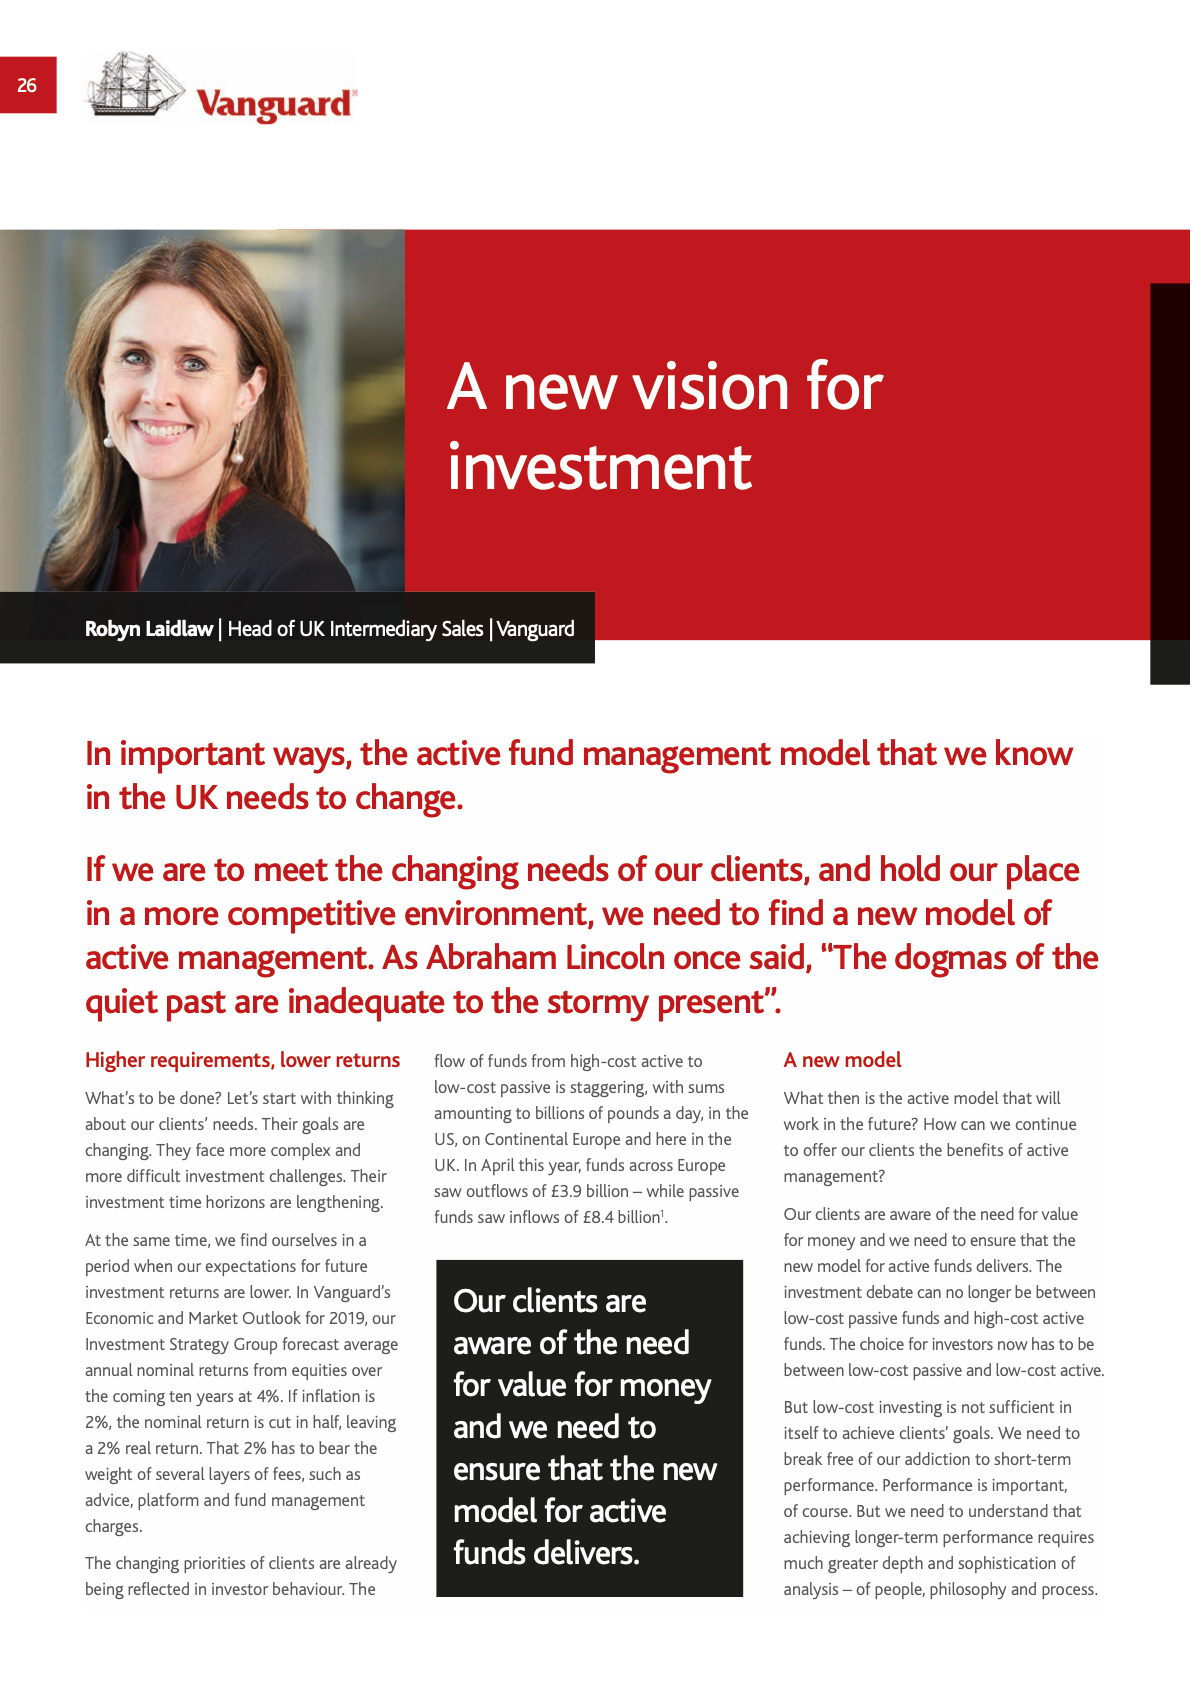 26
Vanguard®
A new vision for
investment
Robyn Laidlaw | Head of UK Intermediary Sales | Vanguard
In important ways, the active fund management model that we know
in the UK needs to change.
If we are to meet the changing needs of our clients, and hold our place
in a more competitive environment, we need to find a new model of
active management. As Abraham Lincoln once said, “The dogmas of the
quiet past are inadequate to the stormy present”.
Higher requirements, lower returns
What’s to be done? Let’s start with thinking
about our clients’ needs. Their goals are
changing. They face more complex and
more difficult investment challenges. Their
investment time horizons are lengthening.
At the same time, we find ourselves in a
period when our expectations for future
investment returns are lower. In Vanguard’s
Economic and Market Outlook for 2019, our
Investment Strategy Group forecast average
annual nominal returns from equities over
the coming ten years at 4%. If inflation is
2%, the nominal return is cut in half, leaving
a 2% real return. That 2% has to bear the
weight of several layers of fees, such as
advice, platform and fund management
charges.
The changing priorities of clients are already
being reflected in investor behaviour. The
flow of funds from high-cost active to
low-cost passive is staggering, with sums
amounting to billions of pounds a day, in the
US, on Continental Europe and here in the
UK. In April this year, funds across Europe
saw outflows of £3.9 billion – while passive
funds saw inflows of £8.4 billion¹.
Our clients are
aware of the need
for value for money
and we need to
ensure that the new
model for active
funds delivers.
A new model
What then is the active model that will
work in the future? How can we continue
to offer our clients the benefits of active
management?
Our clients are aware of the need for value
for money and we need to ensure that the
new model for active funds delivers. The
investment debate can no longer be between
low-cost passive funds and high-cost active
funds. The choice for investors now has to be
between low-cost passive and low-cost active.
But low-cost investing is not sufficient in
itself to achieve clients’ goals. We need to
break free of our addiction to short-term
performance. Performance is important,
of course. But we need to understand that
achieving longer-term performance requires
much greater depth and sophistication of
analysis – of people, philosophy and process.